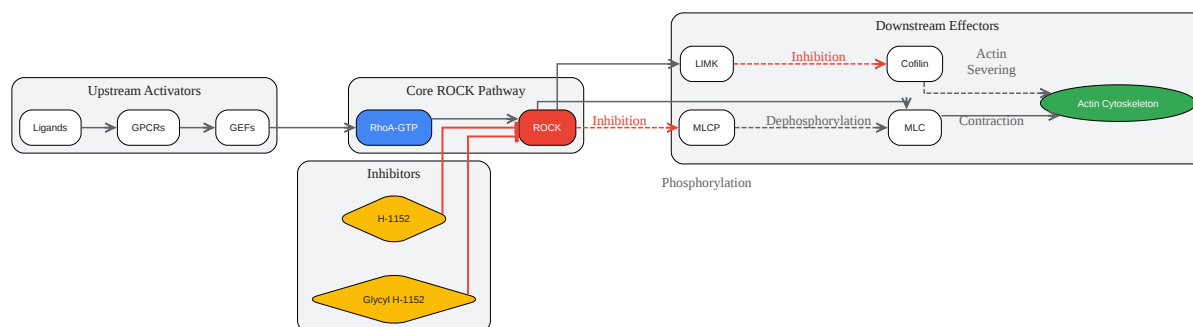 Downstream Effectors
LIMK
Inhibition
Cofilin
Actin
Severing
Upstream Activators
Core ROCK Pathway
Actin Cytoskeleton
Ligands
GPCRs
GEFs
RhoA-GTP
ROCK
Inhibition
MLCP
Dephosphorylation
MLC
Contraction
Inhibitors
Phosphorylation
H-1152
Glycyl H-1152